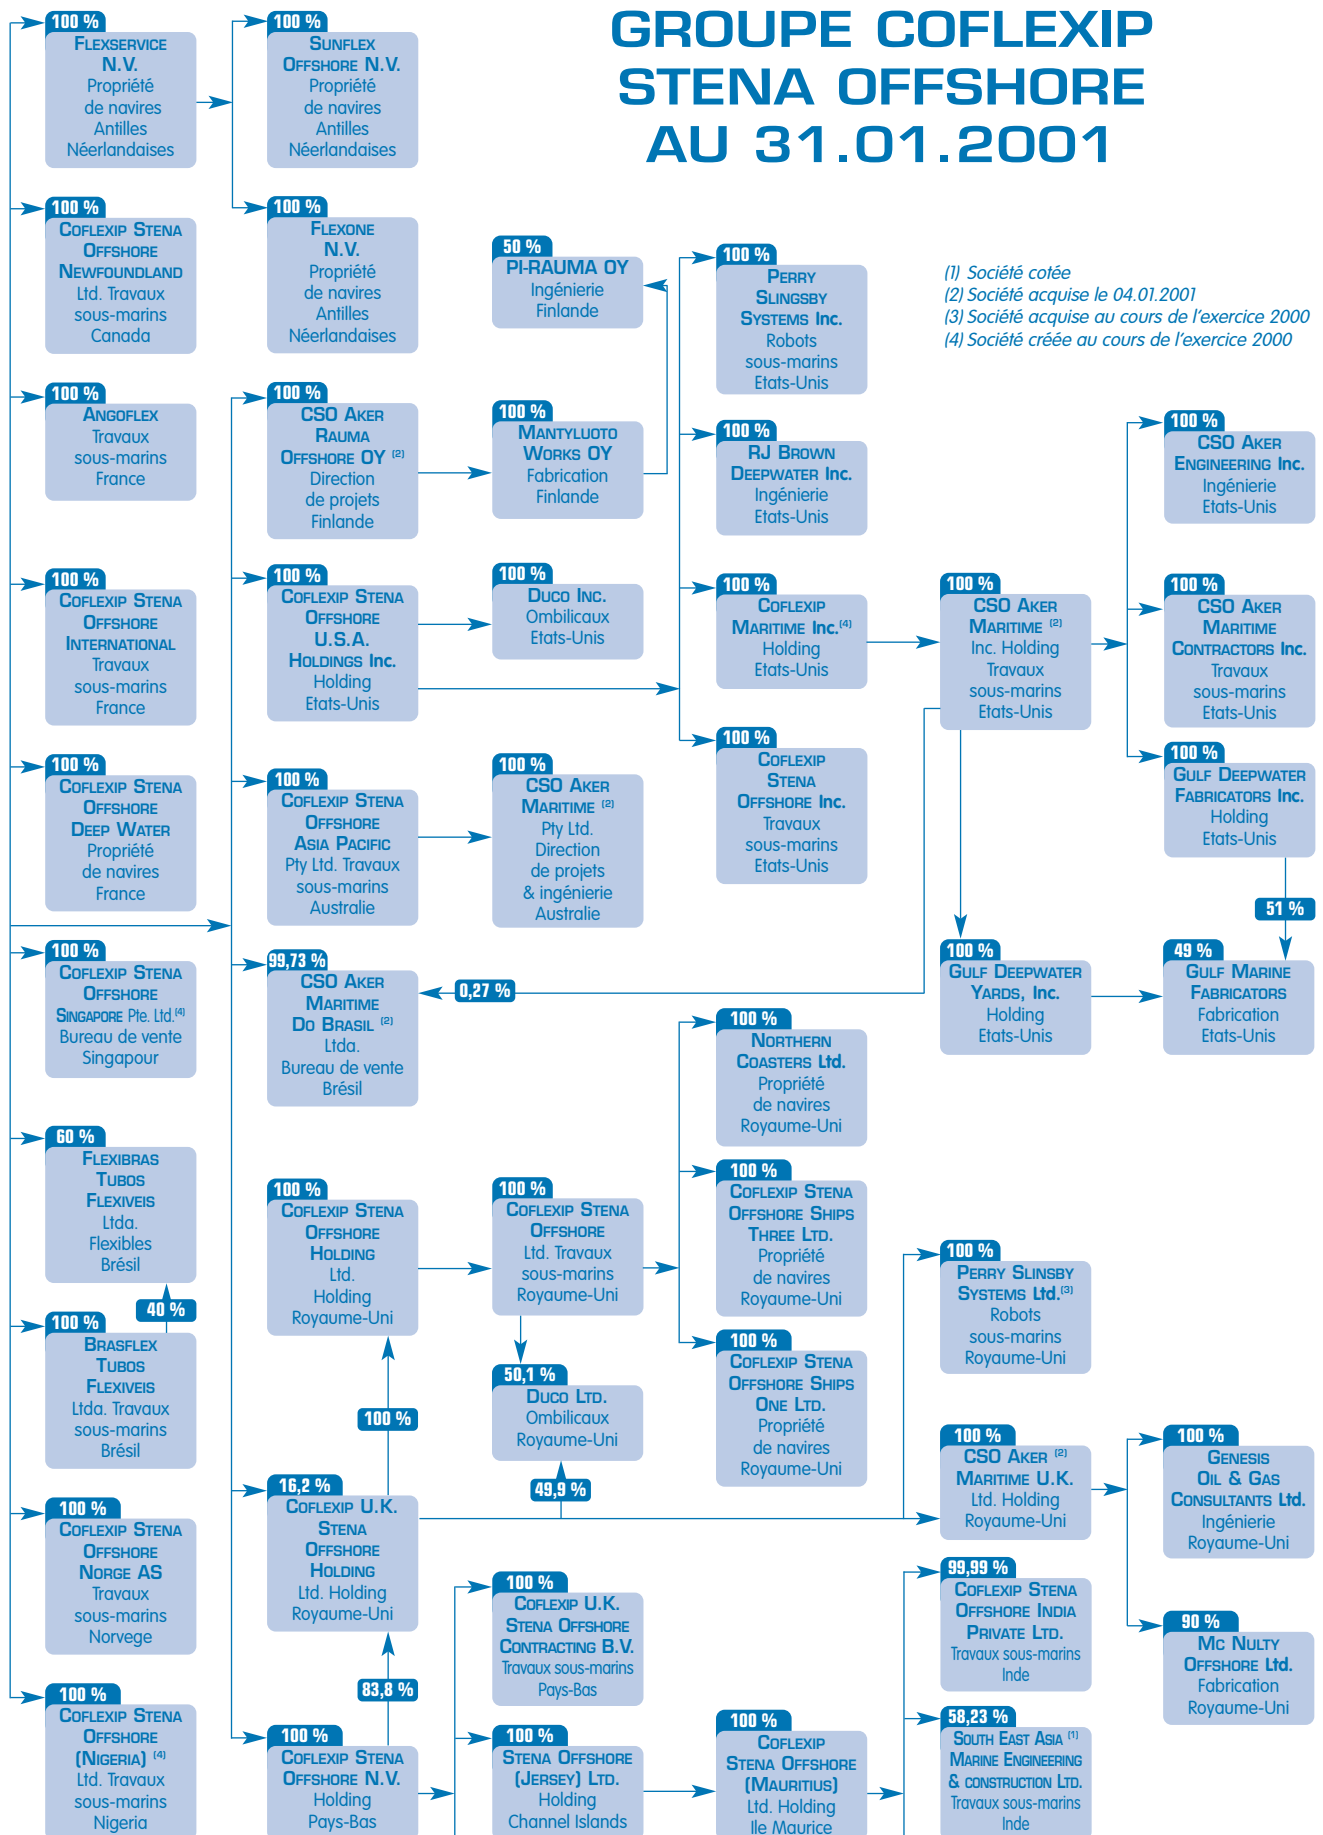 GROUPE COFLEXIP
STENA OFFSHORE
AU 31.01.2001
(1) Société cotée
(2) Société acquise le 04.01.2001
(3) Société acquise au cours de l'exercice 2000
(4) Société créée au cours de l'exercice 2000
100 %
FLEXSERVICE
N.V.
Propriété
de navires
Antilles
Néerlandaises
100 %
COFLEXIP STENA
OFFSHORE
NEWFOUNDLAND
Ltd. Travaux
sous-marins
Canada
100 %
ANGOFLEX
Travaux
sous-marins
France
100 %
COFLEXIP STENA
OFFSHORE
INTERNATIONAL
Travaux
sous-marins
France
100 %
COFLEXIP STENA
OFFSHORE
DEEP WATER
Propriété
de navires
France
100 %
COFLEXIP STENA
OFFSHORE
SINGAPORE Pte. Ltd.(4)
Bureau de vente
Singapour
60 %
FLEXIBRAS
TUBOS
FLEXIVEIS
Ltda.
Flexibles
Brésil
40 %
100 %
BRASFLEX
TUBOS
FLEXIVEIS
Ltda. Travaux
sous-marins
Brésil
100 %
COFLEXIP STENA
OFFSHORE
NORGE AS
Travaux
sous-marins
Norvege
100 %
COFLEXIP STENA
OFFSHORE
(NIGERIA) (4)
Ltd. Travaux
sous-marins
Nigeria
100 %
SUNFLEX
OFFSHORE N.V.
Propriété
de navires
Antilles
Néerlandaises
100 %
FLEXONE
N.V.
Propriété
de navires
Antilles
Néerlandaises
100 %
CSO AKER
RAUMA
OFFSHORE OY (2)
Direction
de projets
Finlande
100 %
COFLEXIP STENA
OFFSHORE
U.S.A.
HOLDINGS Inc.
Holding
Etats-Unis
100 %
COFLEXIP STENA
OFFSHORE
ASIA PACIFIC
Pty Ltd. Travaux
sous-marins
Australie
99,73 %
CSO AKER
MARITIME
DO BRASIL (2)
Ltda.
Bureau de vente
Brésil
0,27 %
100 %
COFLEXIP STENA
OFFSHORE
HOLDING
Ltd.
Holding
Royaume-Uni
100 %
16,2 %
COFLEXIP U.K.
STENA
OFFSHORE
HOLDING
Ltd. Holding
Royaume-Uni
83,8 %
100 %
COFLEXIP STENA
OFFSHORE N.V.
Holding
Pays-Bas
50 %
PI-RAUMA OY
Ingénierie
Finlande
100 %
MANTYLUOTO
WORKS OY
Fabrication
Finlande
100 %
DUCO INC.
Ombilicaux
Etats-Unis
100 %
CSO AKER
MARITIME (2)
Pty Ltd.
Direction
de projets
& ingénierie
Australie
100 %
COFLEXIP STENA
OFFSHORE
Ltd. Travaux
sous-marins
Royaume-Uni
50,1 %
DUCO LTD.
Ombilicaux
Royaume-Uni
49,9 %
100 %
COFLEXIP U.K.
STENA OFFSHORE
CONTRACTING B.V.
Travaux sous-marins
Pays-Bas
100 %
STENA OFFSHORE
(JERSEY) LTD.
Holding
Channel Islands
100 %
PERRY
SLINGSBY
SYSTEMS Inc.
Robots
sous-marins
Etats-Unis
100 %
RJ BROWN
DEEPWATER Inc.
Ingénierie
Etats-Unis
100 %
COFLEXIP
MARITIME Inc.(4)
Holding
Etats-Unis
100 %
COFLEXIP
STENA
OFFSHORE Inc.
Travaux
sous-marins
Etats-Unis
100 %
NORTHERN
COASTERS Ltd.
Propriété
de navires
Royaume-Uni
100 %
COFLEXIP STENA
OFFSHORE SHIPS
THREE LTD.
Propriété
de navires
Royaume-Uni
100 %
COFLEXIP STENA
OFFSHORE SHIPS
ONE LTD.
Propriété
de navires
Royaume-Uni
100 %
COFLEXIP
STENA OFFSHORE
(MAURITIUS)
Ltd. Holding
Ile Maurice
100 %
CSO AKER
MARITIME (2)
Inc. Holding
Travaux
sous-marins
Etats-Unis
100 %
GULF DEEPWATER
YARDS, Inc.
Holding
Etats-Unis
100 %
PERRY SLINSBY
SYSTEMS Ltd.(3)
Robots
sous-marins
Royaume-Uni
100 %
CSO AKER (2)
MARITIME U.K.
Ltd. Holding
Royaume-Uni
99,99 %
COFLEXIP STENA
OFFSHORE INDIA
PRIVATE LTD.
Travaux sous-marins
Inde
58,23 %
SOUTH EAST ASIA (1)
MARINE ENGINEERING
& CONSTRUCTION LTD.
Travaux sous-marins
Inde
100 %
CSO AKER
ENGINEERING Inc.
Ingénierie
Etats-Unis
100 %
CSO AKER
MARITIME
CONTRACTORS Inc.
Travaux
sous-marins
Etats-Unis
100 %
GULF DEEPWATER
FABRICATORS Inc.
Holding
Etats-Unis
51 %
49 %
GULF MARINE
FABRICATORS
Fabrication
Etats-Unis
100 %
GENESIS
OIL & GAS
CONSULTANTS Ltd.
Ingénierie
Royaume-Uni
90 %
MC NULTY
OFFSHORE Ltd.
Fabrication
Royaume-Uni